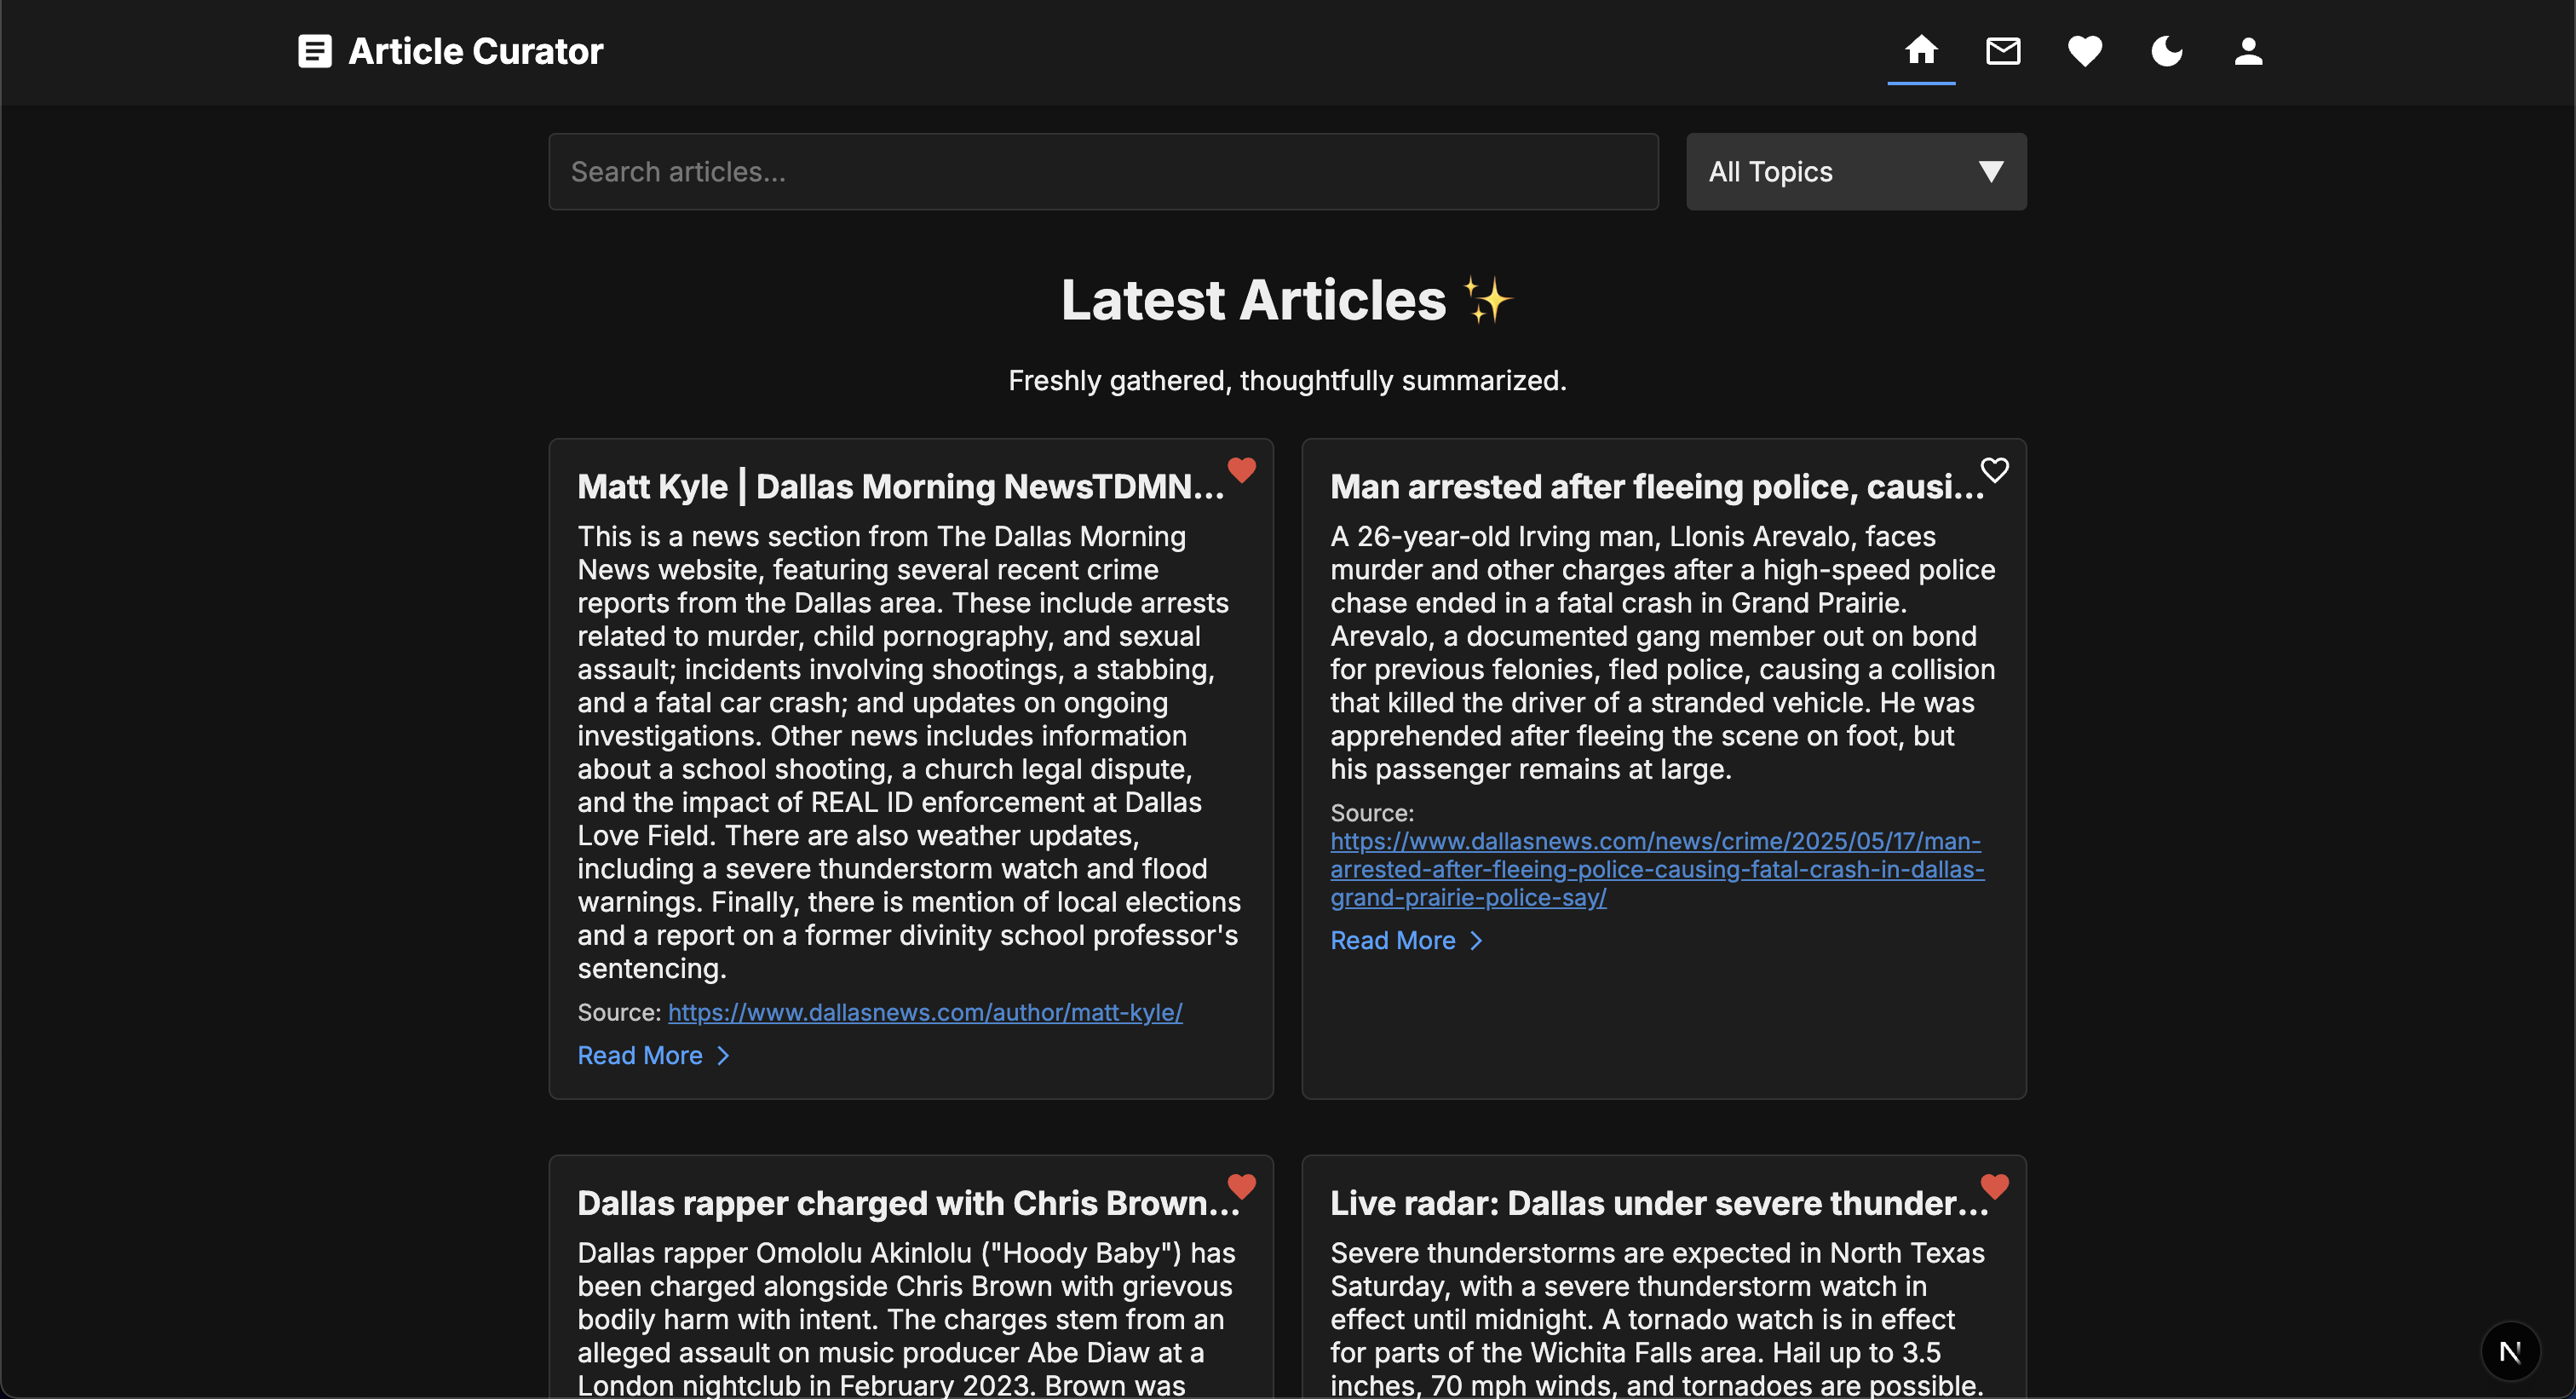 Article Curator
Search articles...
All Topics
Latest Articles ✨
Freshly gathered, thoughtfully summarized.
Matt Kyle | Dallas Morning NewsTDMN...
This is a news section from The Dallas Morning
News website, featuring several recent crime
reports from the Dallas area. These include arrests
related to murder, child pornography, and sexual
assault; incidents involving shootings, a stabbing,
and a fatal car crash; and updates on ongoing
investigations. Other news includes information
about a school shooting, a church legal dispute,
and the impact of REAL ID enforcement at Dallas
Love Field. There are also weather updates,
including a severe thunderstorm watch and flood
warnings. Finally, there is mention of local elections
and a report on a former divinity school professor's
sentencing.
Source: https://www.dallasnews.com/author/matt-kyle/
Read More
Man arrested after fleeing police, causi...
A 26-year-old Irving man, Llonis Arevalo, faces
murder and other charges after a high-speed police
chase ended in a fatal crash in Grand Prairie.
Arevalo, a documented gang member out on bond
for previous felonies, fled police, causing a collision
that killed the driver of a stranded vehicle. He was
apprehended after fleeing the scene on foot, but
his passenger remains at large.
Source:
https://www.dallasnews.com/news/crime/2025/05/17/man-
arrested-after-fleeing-police-causing-fatal-crash-in-dallas-
grand-prairie-police-say/
Read More
Dallas rapper charged with Chris Brown...
Dallas rapper Omololu Akinlolu ("Hoody Baby") has
been charged alongside Chris Brown with grievous
bodily harm with intent. The charges stem from an
alleged assault on music producer Abe Diaw at a
London nightclub in February 2023. Brown was
Live radar: Dallas under severe thunder...
Severe thunderstorms are expected in North Texas
Saturday, with a severe thunderstorm watch in
effect until midnight. A tornado watch is in effect
for parts of the Wichita Falls area. Hail up to 3.5
inches, 70 mph winds, and tornadoes are possible.
N